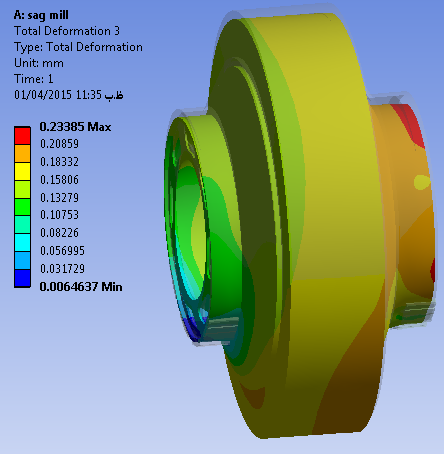 A: sag mill
Total Deformation 3
Type: Total Deformation
Unit: mm
Time: 1
01/04/2015 11:35 ظ.ب
0.23385 Max
0.20859
0.18332
0.15806
0.13279
0.10753
0.08226
0.056995
0.031729
0.0064637 Min